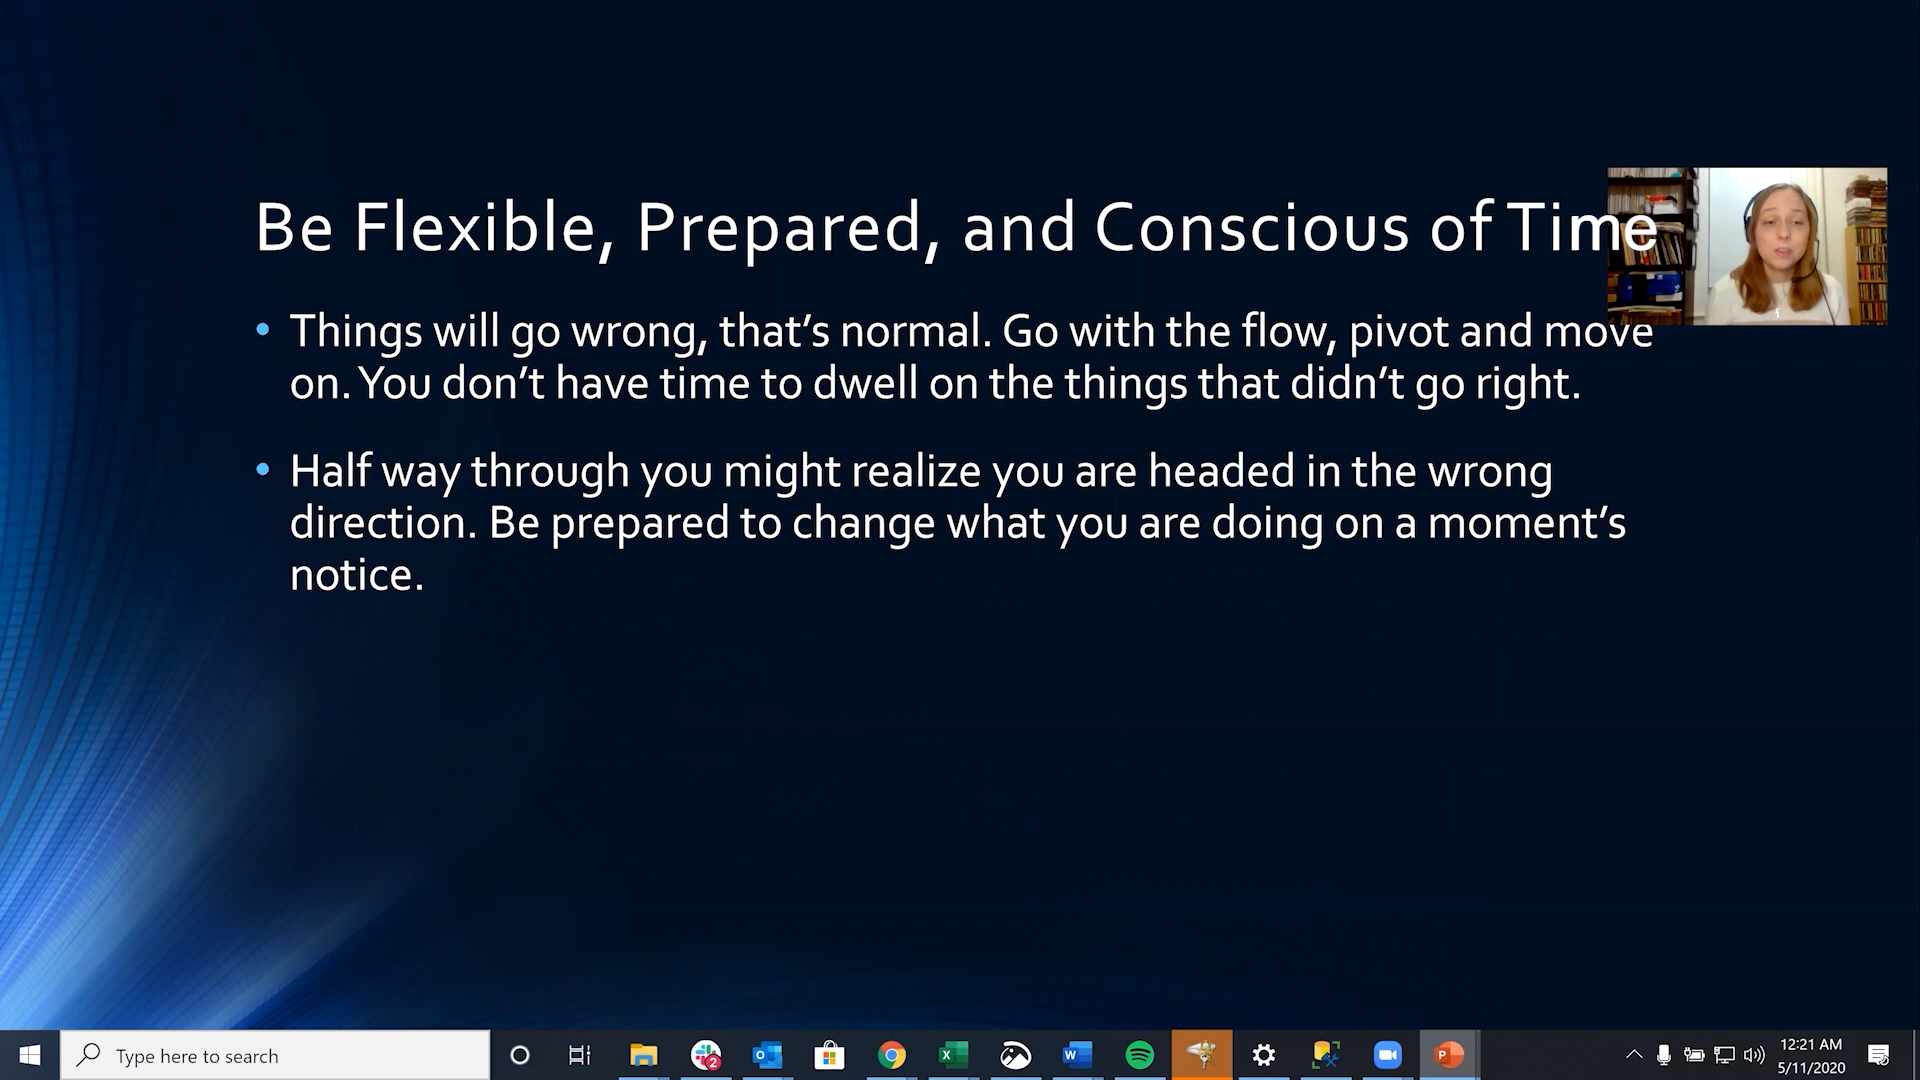 Be Flexible, Prepared, and Conscious of Time
• Things will go wrong, that’s normal. Go with the flow, pivot and move
on. You don’t have time to dwell on the things that didn’t go right.
• Half way through you might realize you are headed in the wrong
direction. Be prepared to change what you are doing on a moment’s
notice.
Type here to search
2
12:21 AM
5/11/2020